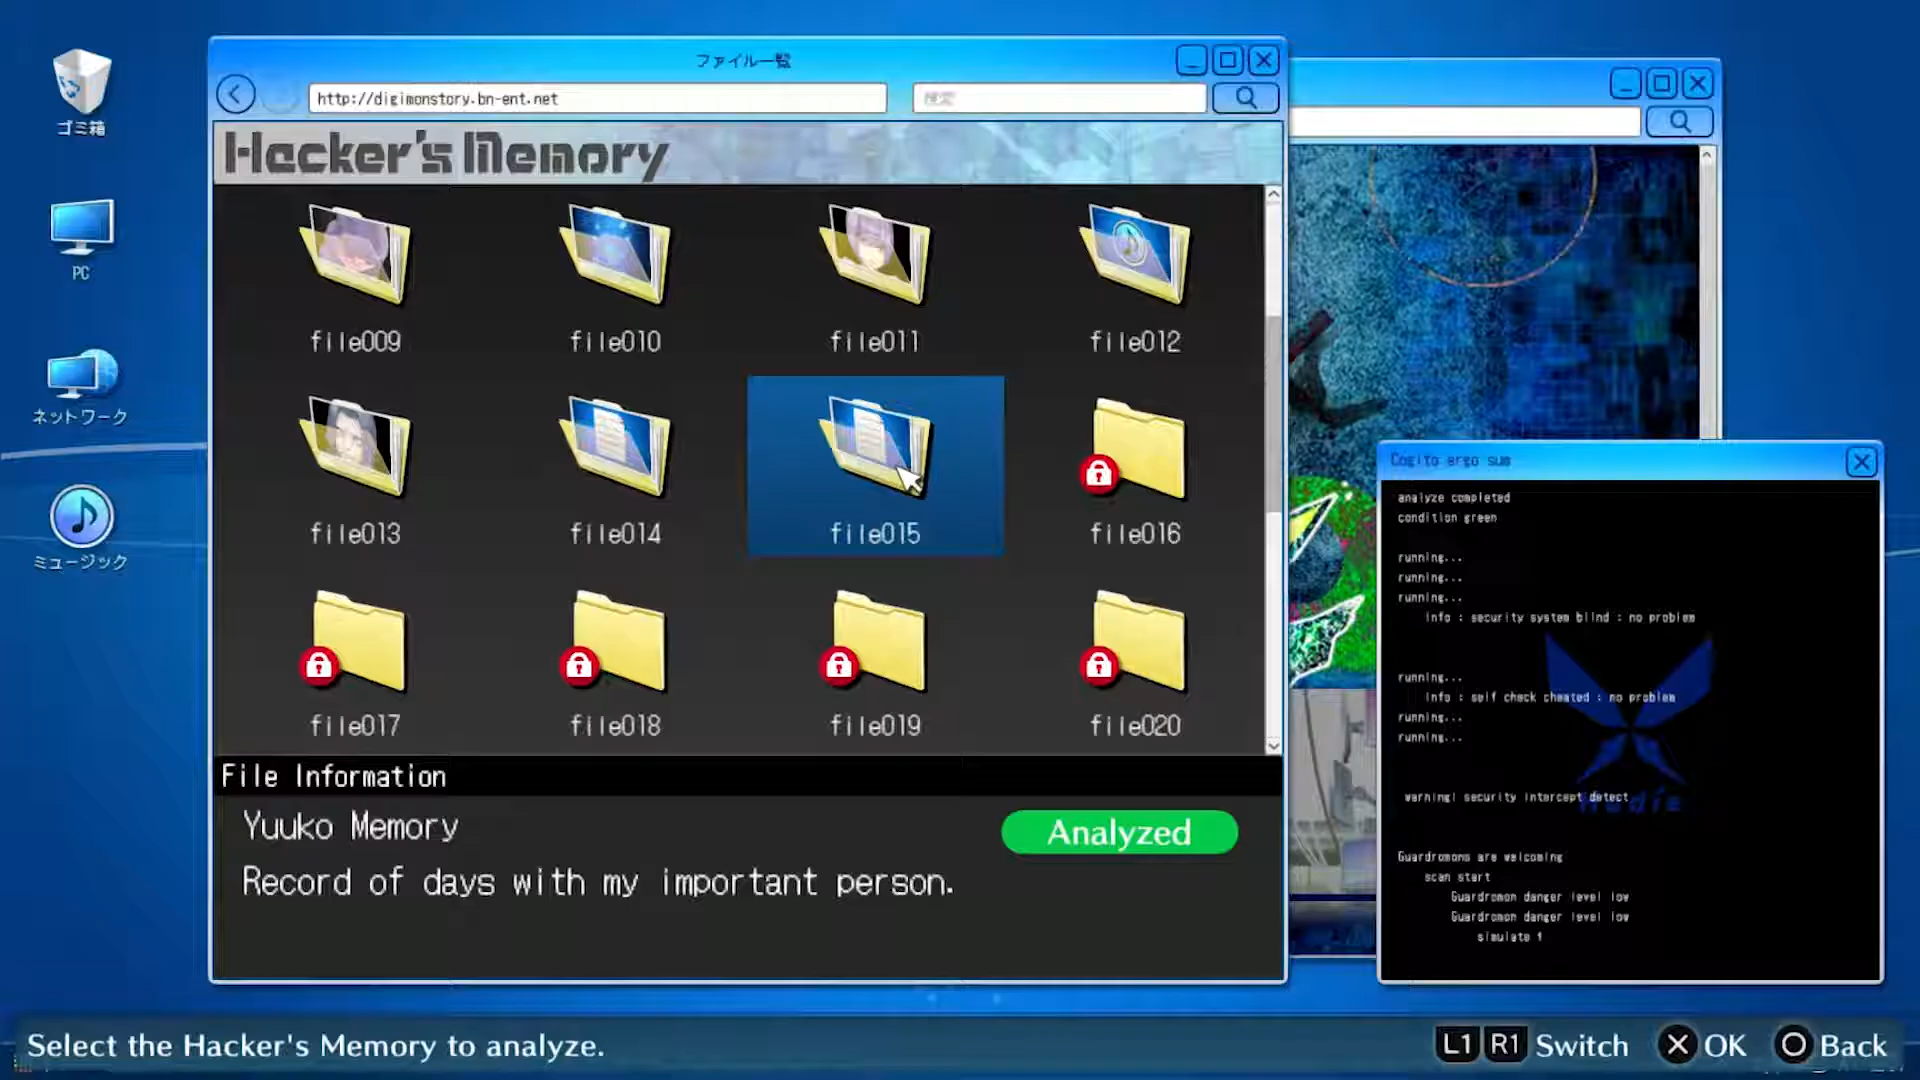 ゴミ箱
PC
ネットワーク
ミュージック
ファイル一覧
http://digimonstory.bn-ent.net
検索
Hacker's Memory
file009
file010
file011
file012
file013
file014
file015
file016
file017
file018
file019
file020
File Information
Yuuko Memory
Analyzed
Record of days with my important person.
Cogito ergo sum
analyze completed
condition green
running...
running...
running...
info : security system blind : no problem
running...
info : self check cheated : no problem
running...
running...
warning! security intercept detect
Hudie
Guardromons are welcoming
scan start
Guardromon danger level low
Guardromon danger level low
simulate f
Select the Hacker's Memory to analyze.
L1 R1 Switch
OK
Back